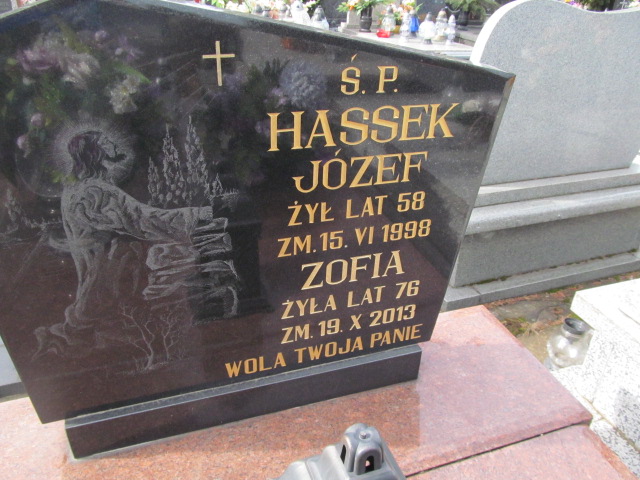 Ś. P.
HASSEK
JÓZEF
ŻYŁ LAT 58
ZM. 15. VI 1998
ZOFIA
ŻYŁA LAT 76
ZM. 19. X 2013
WOLA TWOJA PANIE